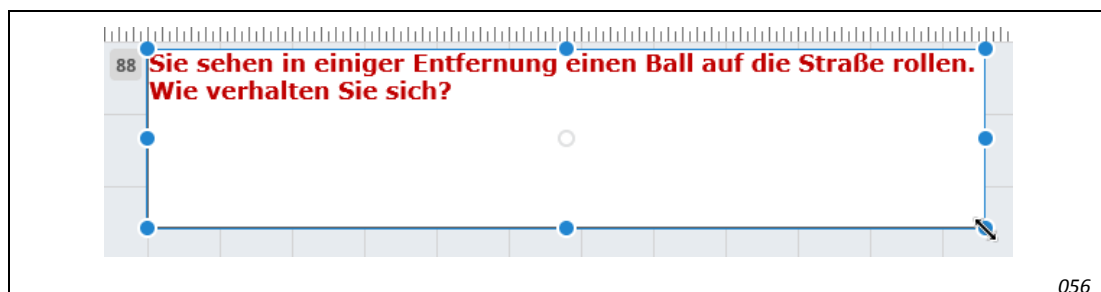 88
Sie sehen in einiger Entfernung einen Ball auf die Straße rollen.
Wie verhalten Sie sich?
056